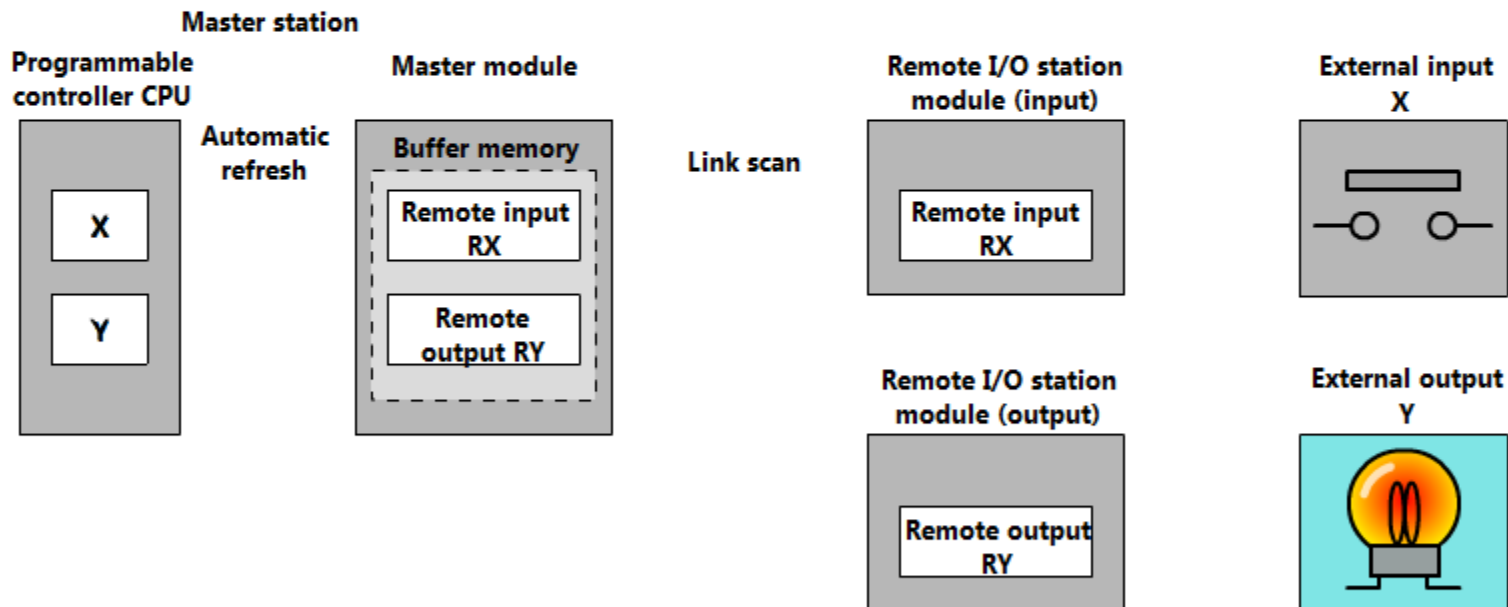 Master station
Programmable
controller CPU
Master module
Remote I/O station
module (input)
External input
X
Automatic
refresh
Buffer memory
Link scan
X
Remote input
RX
Remote input
RX
Y
Remote
output RY
Remote I/O station
module (output)
External output
Y
Remote output
RY